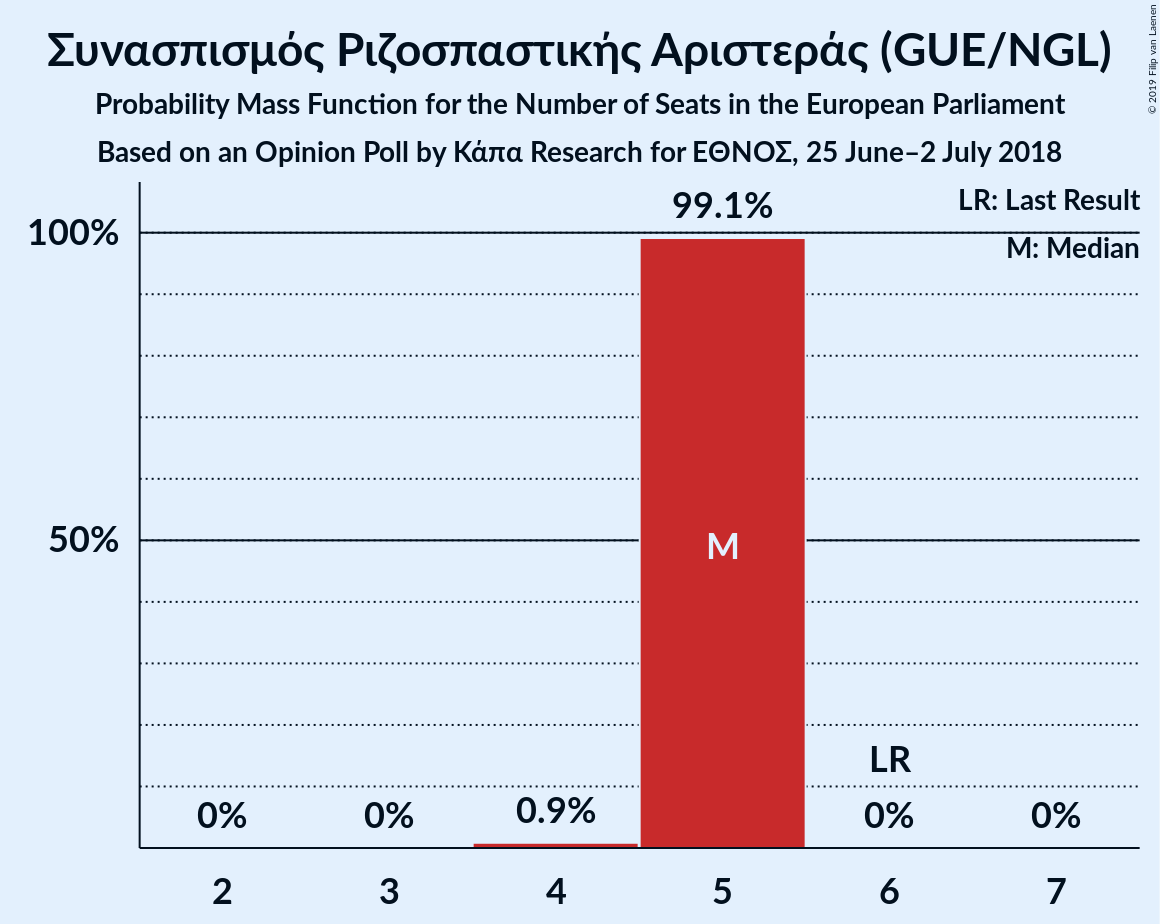 Συνασπισμός Ριζοσπαστικής Αριστεράς (GUE/NGL)
Probability Mass Function for the Number of Seats in the European Parliament
Based on an Opinion Poll by Κάπα Research for ΕΘΝΟΣ, 25 June–2 July 2018
© 2019 Filip van Laenen
LR: Last Result
M: Median
99.1%
100%
50%
M
LR
0%
0%
0.9%
0%
0%
2
3
4
5
6
7